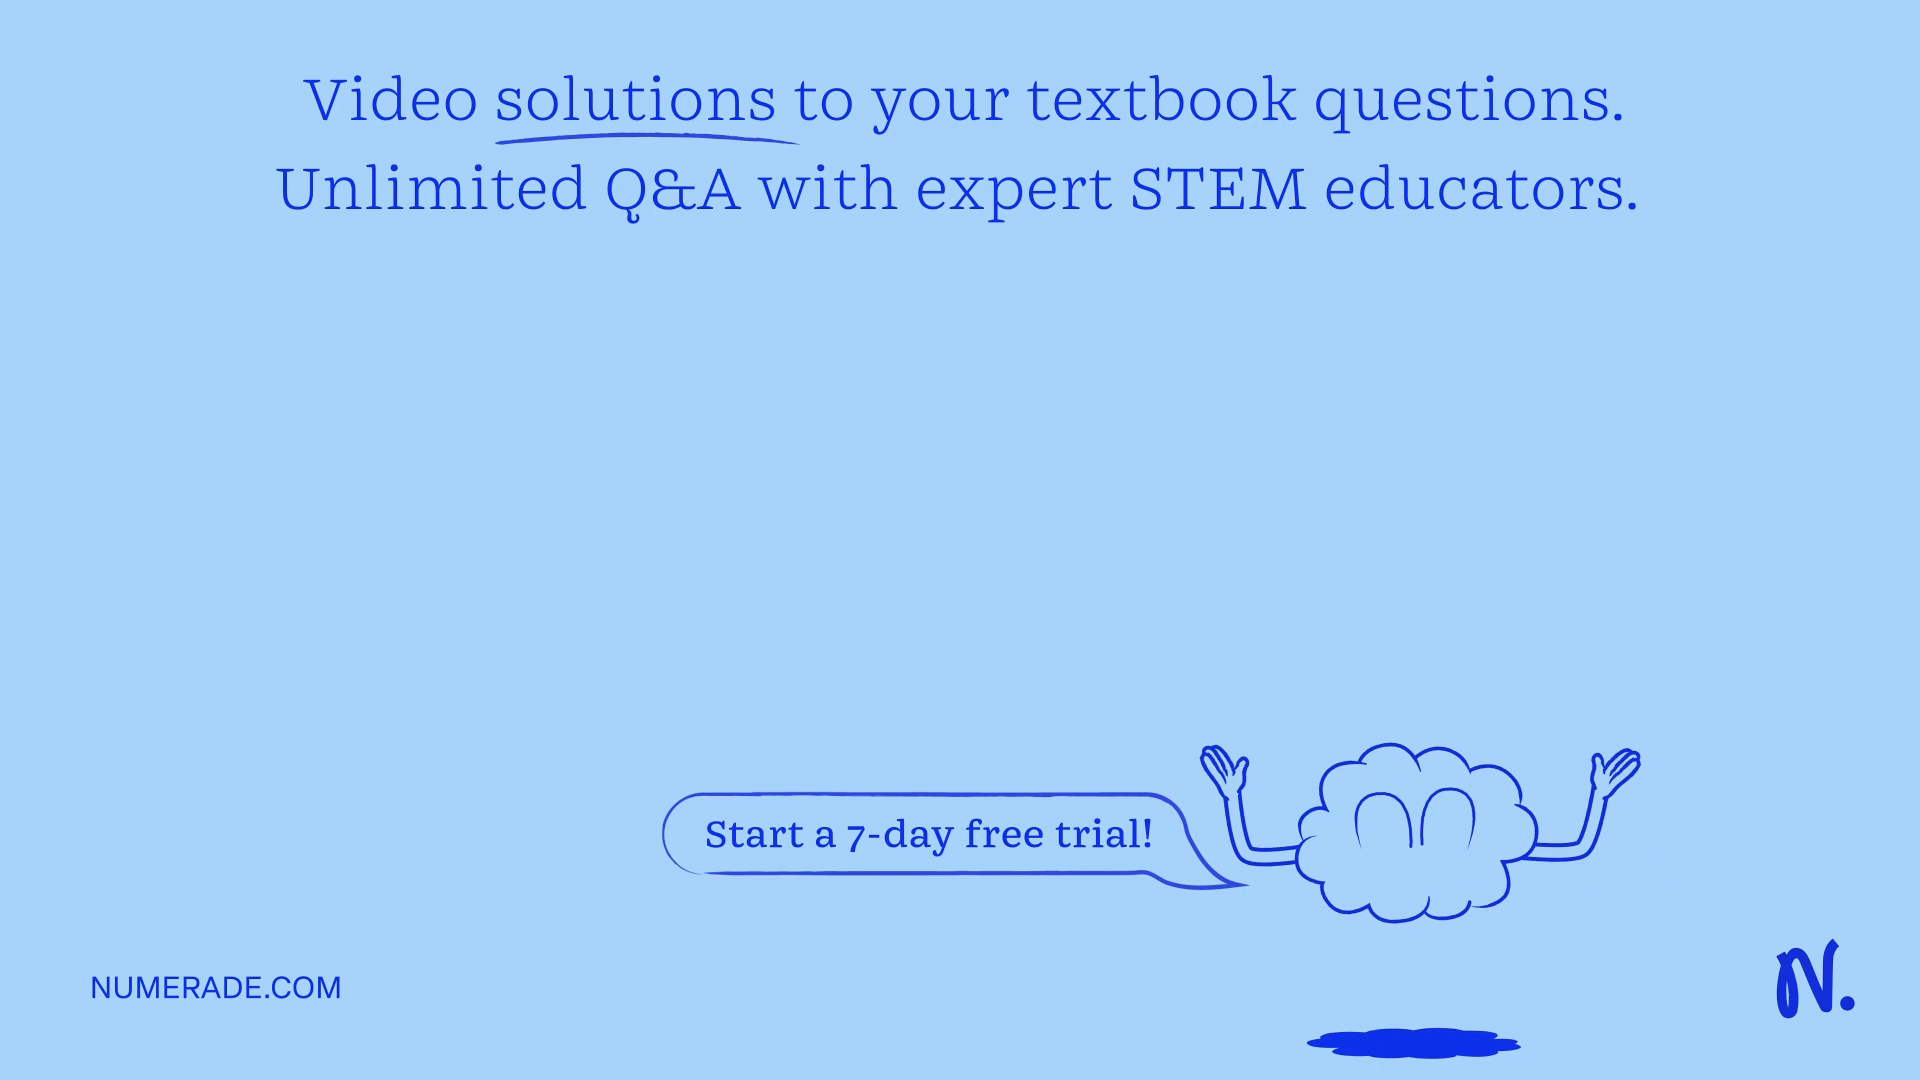 Video solutions to your textbook questions.
Unlimited Q&A with expert STEM educators.
Start a 7-day free trial!
NUMERADE.COM
N.